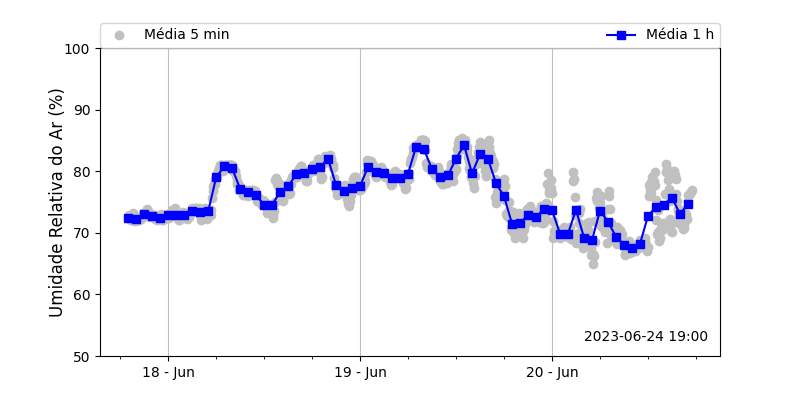 Média 5 min
Média 1 h
100
90
80
70
60
50
Umidade Relativa do Ar (%)
2023-06-24 19:00
18 - Jun
19 - Jun
20 - Jun